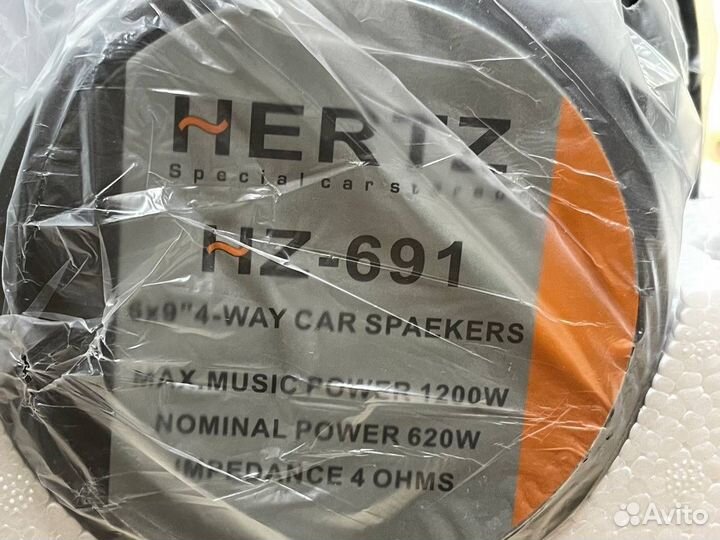 HERTZ
Special car stereo
HZ-691
6x9" 4-WAY CAR SPAEKERS
MAX.MUSIC POWER 1200W
NOMINAL POWER 620W
IMPEDANCE 4 OHMS
Avito